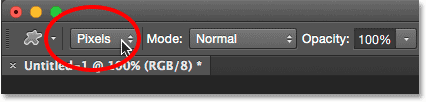 Pixels Mode: Normal Opacity: 100%
× Untitled-1 @ 100% (RGB/8) *